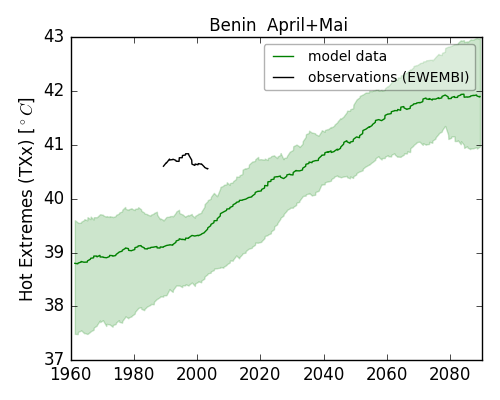 Benin April+Mai
model data
observations (EWEMBI)
Hot Extremes (TXx) [°C]
43
42
41
40
39
38
37
1960 1980 2000 2020 2040 2060 2080